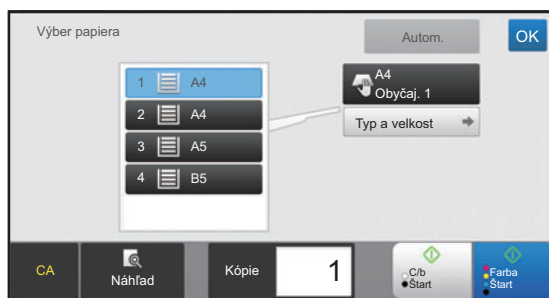 Výber papiera
Autom.
OK
1 A4
2 A4
3 A5
4 B5
A4
Obyčaj. 1
Typ a velkost
CA
Náhľad
Kópie
1
C/b
Štart
Farba
Štart